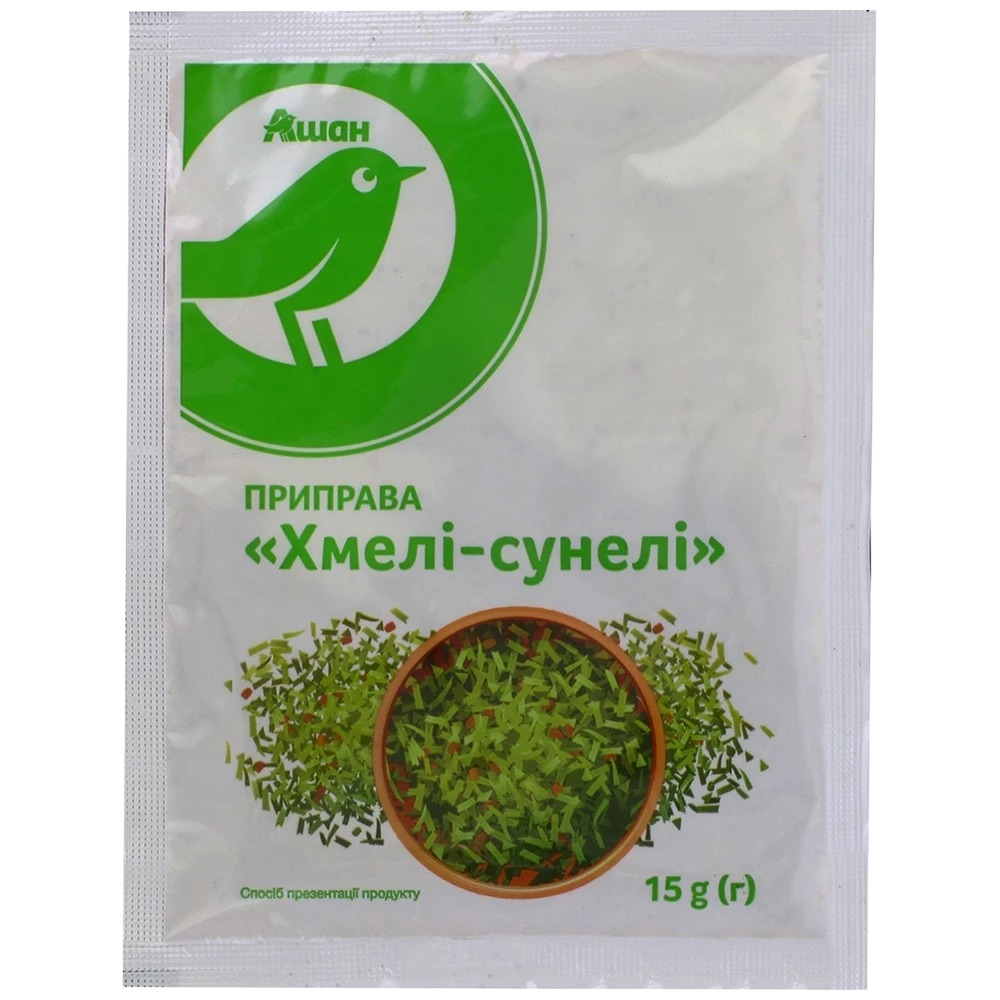 Ашан
ПРИПРАВА
«Хмелі-сунелі»
Спосіб презентації продукту
15 g (г)